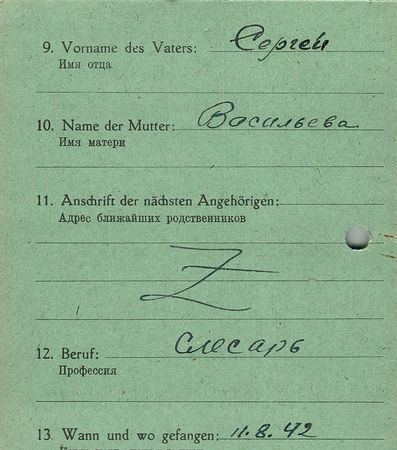 9. Vorname des Vaters: Сергей
Имя отца
10. Name der Mutter: Васильева
Имя матери
11. Anschrift der nächsten Angehörigen:
Адрес ближайших родственников
Z
12. Beruf: Слесарь
Профессия
13. Wann und wo gefangen: 11.8.42